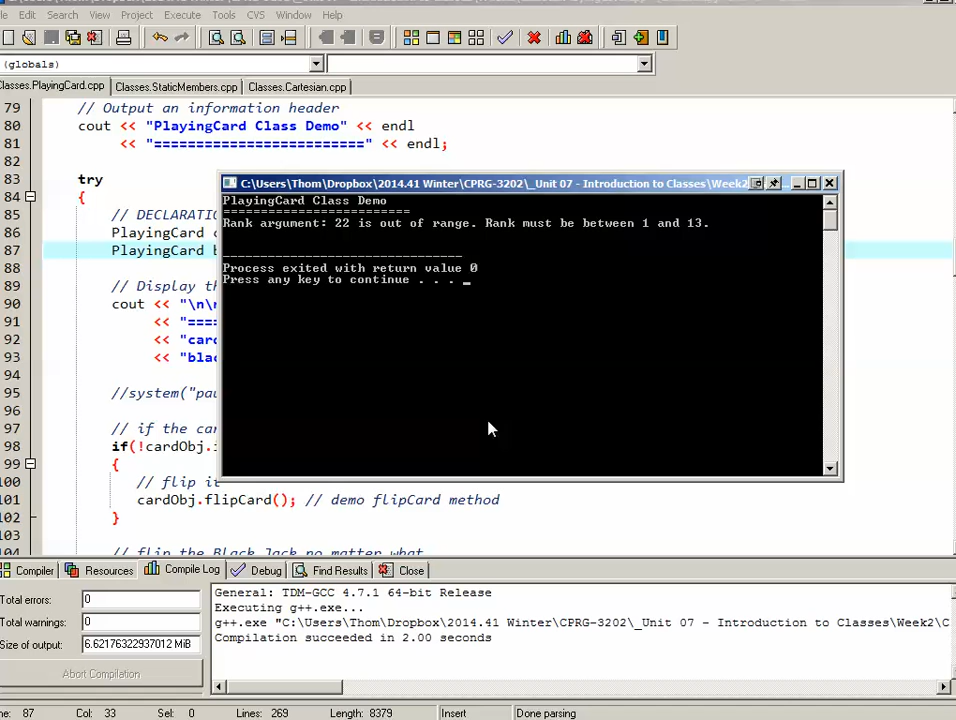 File Edit Search View Project Execute Tools CVS Window Help
(globals)
Classes.PlayingCard.cpp Classes.StaticMembers.cpp Classes.Cartesian.cpp
79 // Output an information header
80 cout << "PlayingCard Class Demo" << endl
81 << "=========================" << endl;
82
83 try
84 {
85 // DECLARATIO
86 PlayingCard c
87 PlayingCard b
88
89 // Display th
90 cout << "\n\n
91 << "===
92 << "car
93 << "blac
94
95 //system("pau
96
97 // if the car
98 if(!cardObj.i
99 {
100 // flip it
101 cardObj.flipCard(); // demo flipCard method
102 }
103
104 // flip the Black Jack no matter what
C:\Users\Thom\Dropbox\2014.41 Winter\CPRG-3202\_Unit 07 - Introduction to Classes\Week2
PlayingCard Class Demo
=========================
Rank argument: 22 is out of range. Rank must be between 1 and 13.
--------------------------------
Process exited with return value 0
Press any key to continue . . . _
Compiler Resources Compile Log Debug Find Results Close
Total errors: 0
Total warnings: 0
Size of output: 6.62176322937012 MiB
Abort Compilation
General: TDM-GCC 4.7.1 64-bit Release
Executing g++.exe...
g++.exe "C:\Users\Thom\Dropbox\2014.41 Winter\CPRG-3202\_Unit 07 - Introduction to Classes\Week2\C
Compilation succeeded in 2.00 seconds
ne: 87 Col: 33 Sel: 0 Lines: 269 Length: 8379 Insert Done parsing